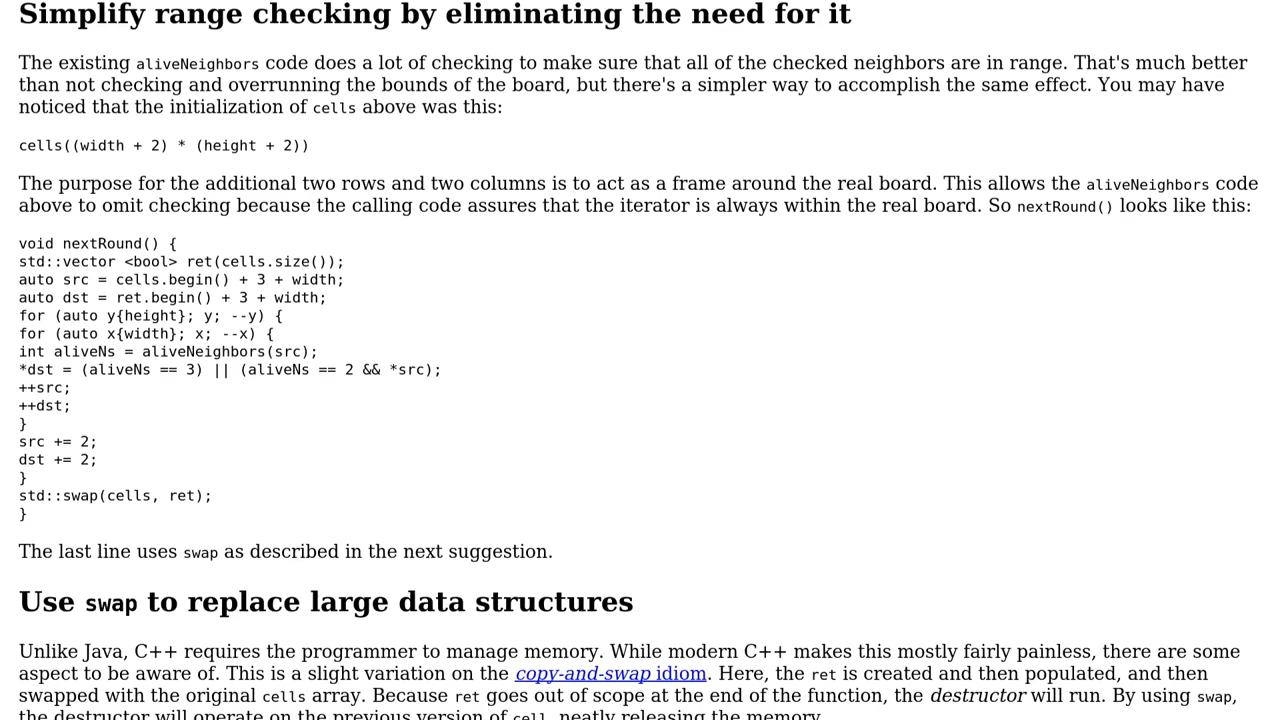 Simplify range checking by eliminating the need for it
The existing aliveNeighbors code does a lot of checking to make sure that all of the checked neighbors are in range. That's much better
than not checking and overrunning the bounds of the board, but there's a simpler way to accomplish the same effect. You may have
noticed that the initialization of cells above was this:
cells((width + 2) * (height + 2))
The purpose for the additional two rows and two columns is to act as a frame around the real board. This allows the aliveNeighbors code
above to omit checking because the calling code assures that the iterator is always within the real board. So nextRound() looks like this:
void nextRound() {
std::vector <bool> ret(cells.size());
auto src = cells.begin() + 3 + width;
auto dst = ret.begin() + 3 + width;
for (auto y{height}; y; --y) {
for (auto x{width}; x; --x) {
int aliveNs = aliveNeighbors(src);
*dst = (aliveNs == 3) || (aliveNs == 2 && *src);
++src;
++dst;
}
src += 2;
dst += 2;
}
std::swap(cells, ret);
}
The last line uses swap as described in the next suggestion.
Use swap to replace large data structures
Unlike Java, C++ requires the programmer to manage memory. While modern C++ makes this mostly fairly painless, there are some
aspect to be aware of. This is a slight variation on the copy-and-swap idiom. Here, the ret is created and then populated, and then
swapped with the original cells array. Because ret goes out of scope at the end of the function, the destructor will run. By using swap,
the destructor will operate on the previous version of cell, neatly releasing the memory.